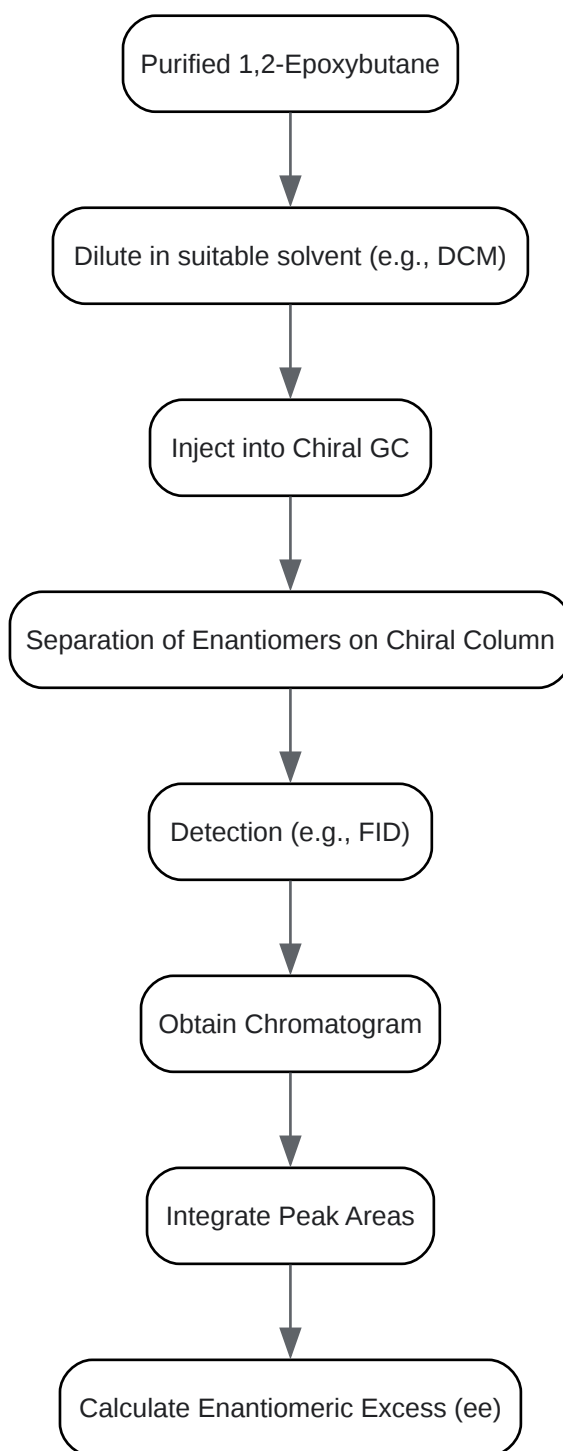 Purified 1,2-Epoxybutane
Dilute in suitable solvent (e.g., DCM)
Inject into Chiral GC
Separation of Enantiomers on Chiral Column
Detection (e.g., FID)
Obtain Chromatogram
Integrate Peak Areas
Calculate Enantiomeric Excess (ee)